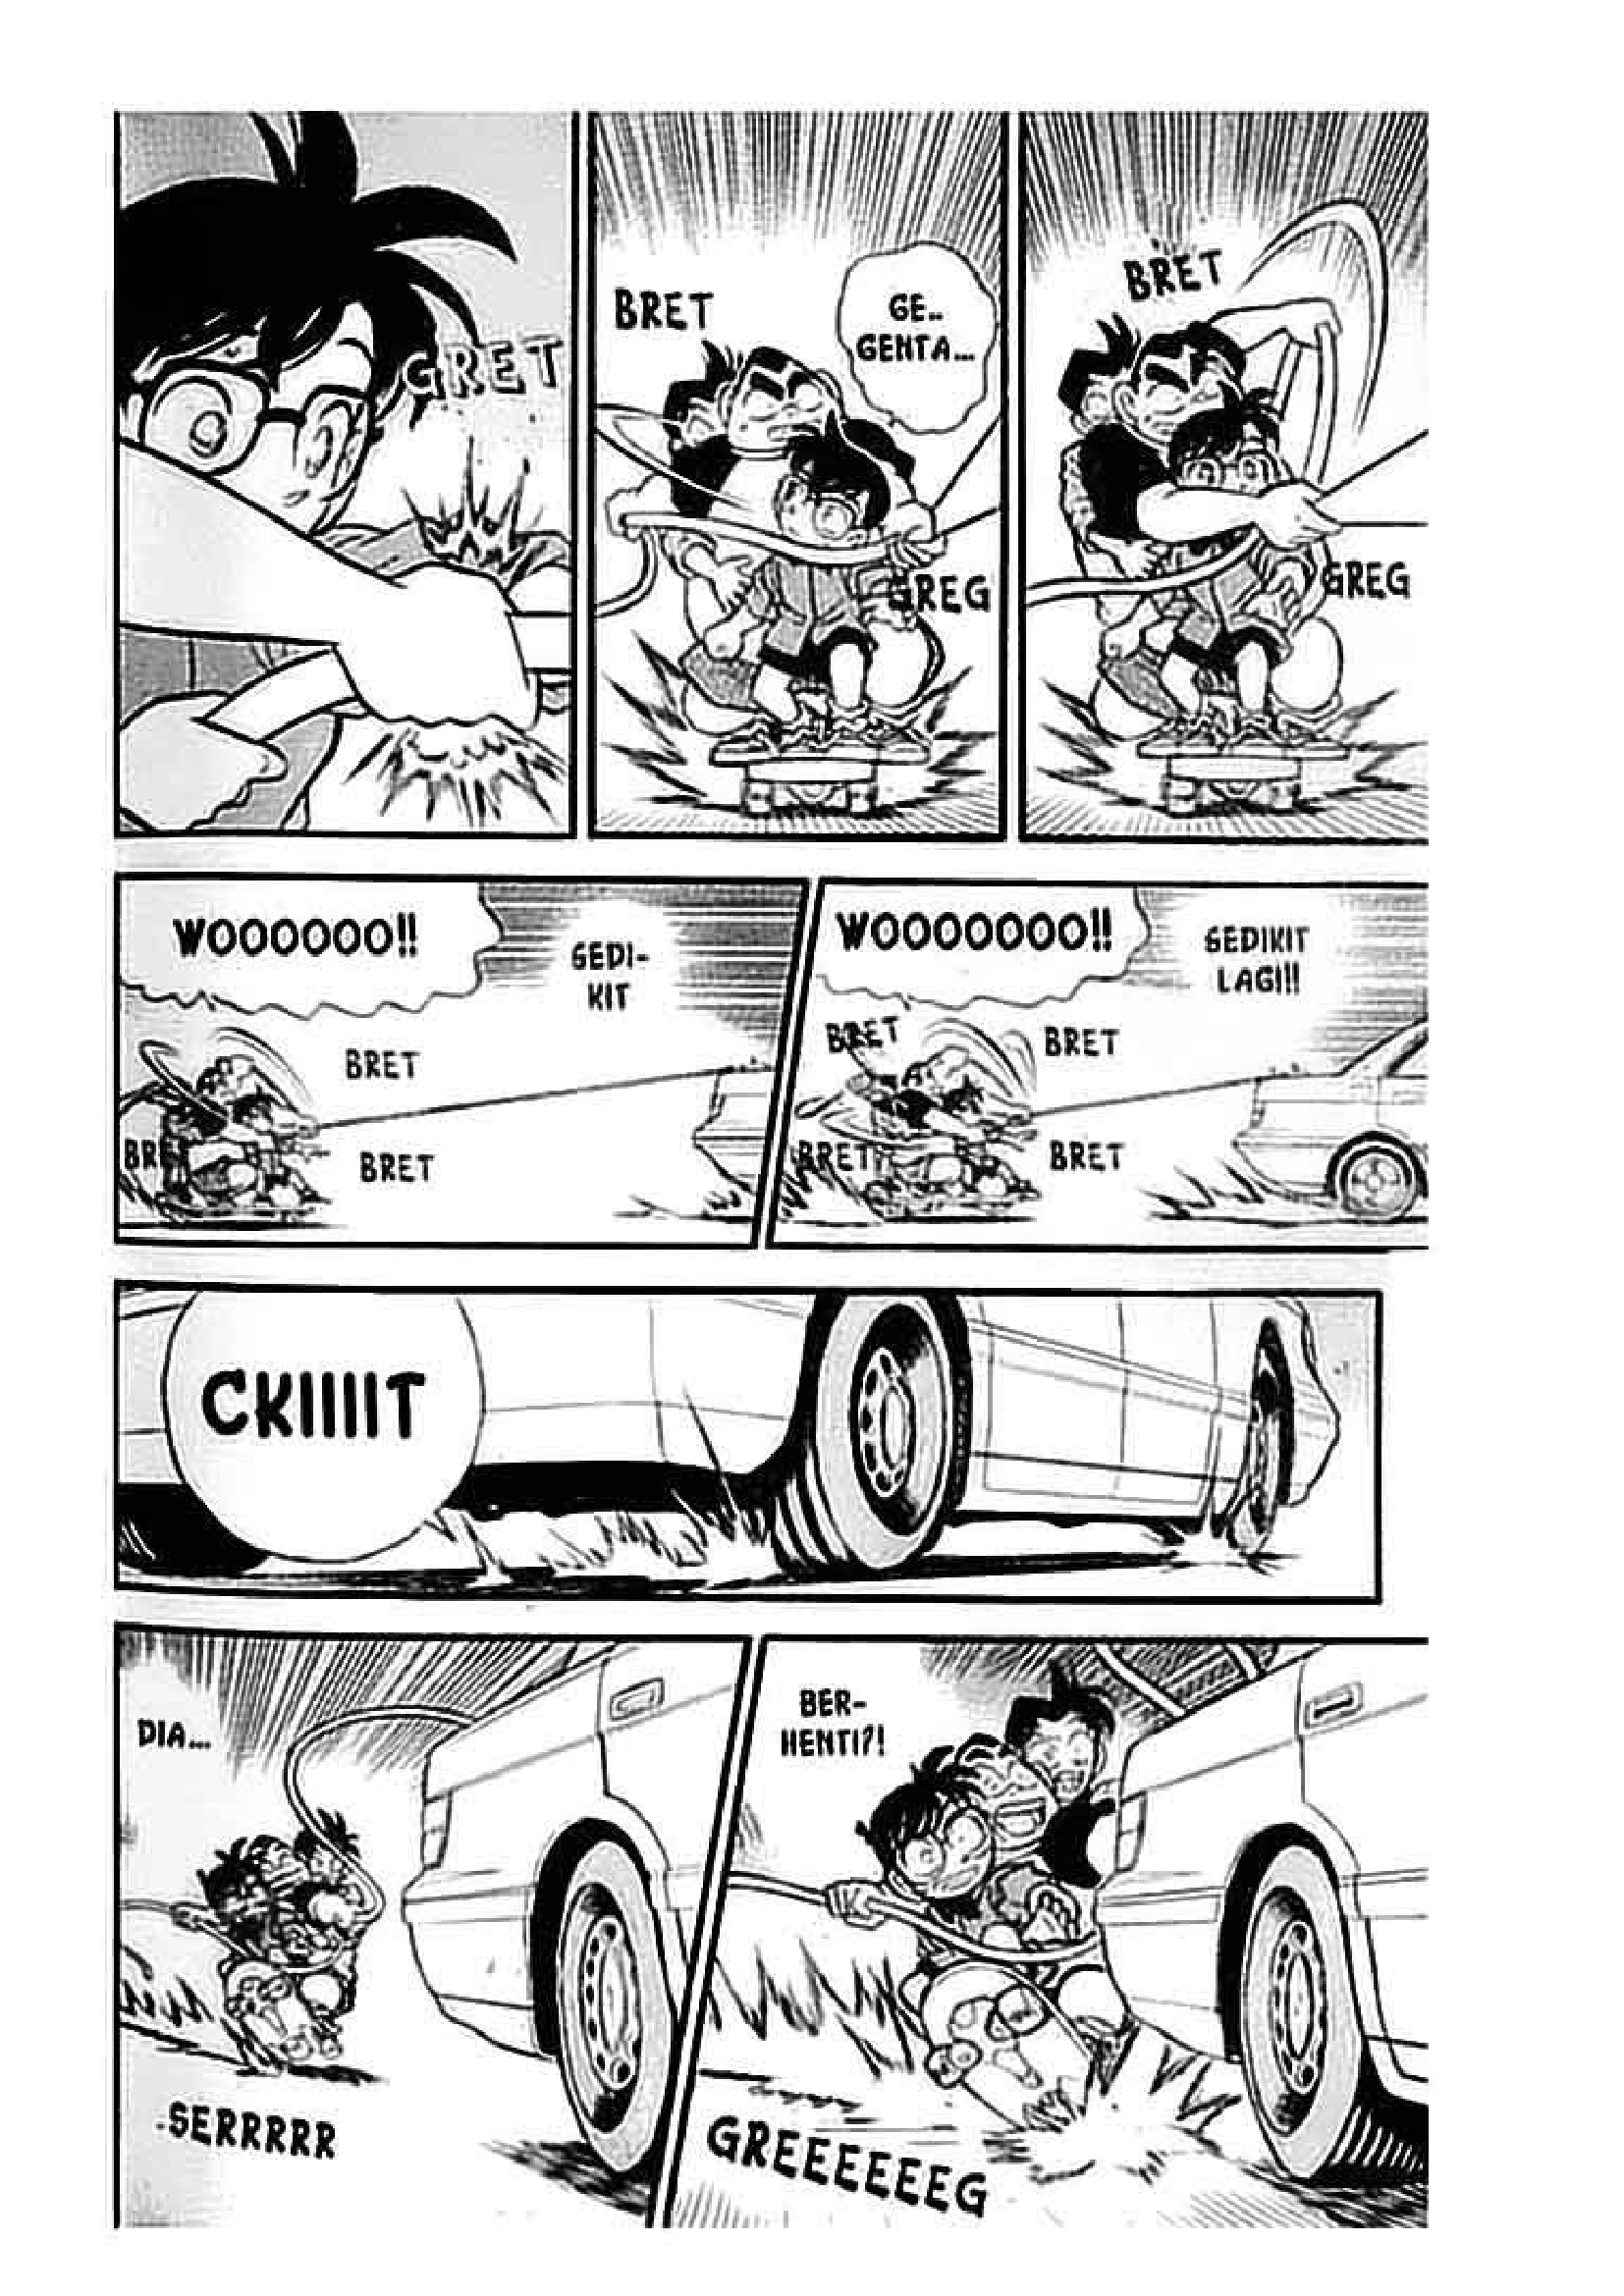 GRET
BRET
GE..
GENTA...
GREG
BRET
GREG
WOOOOOO!!
SEDI-
KIT
BRET
BRET
BRET
WOOOOOOO!!
SEDIKIT
LAGI!!!
BRET
BRET
BRET
BRET
CKIIIIT
DIA...
SERRRRR
BER-
HENTI?!
GREEEEEEG